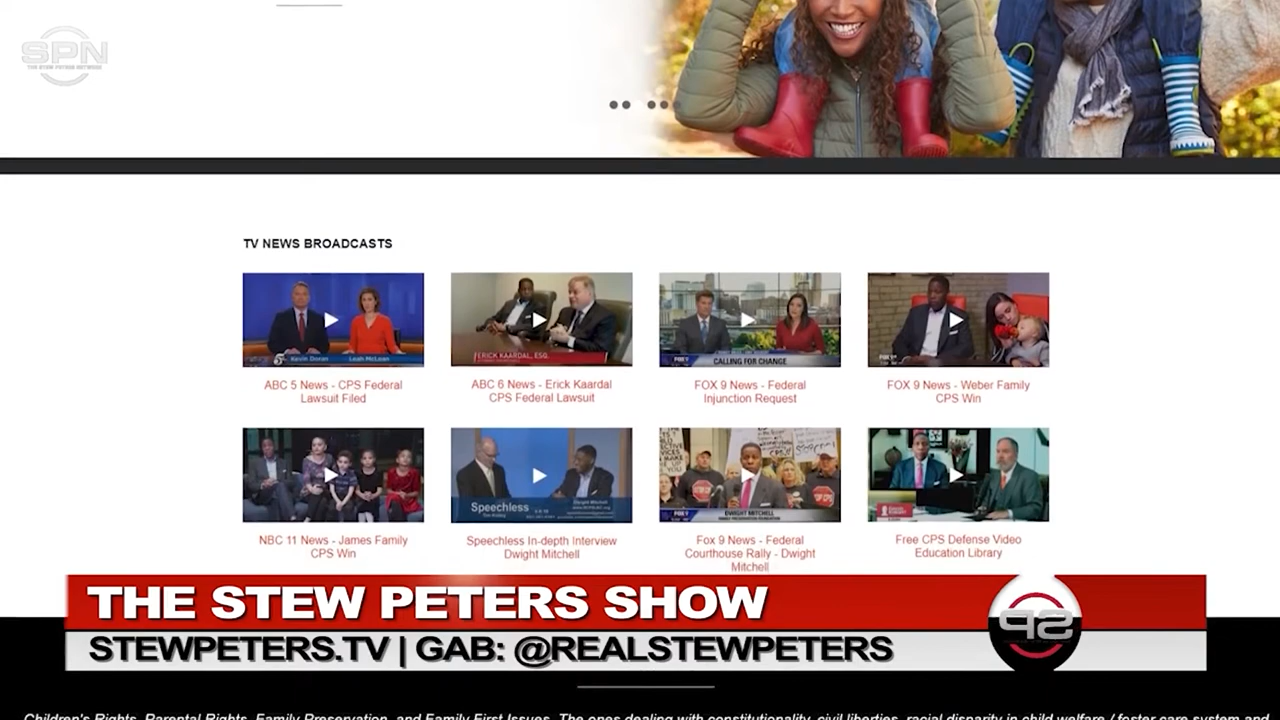 SPN
THE STEW PETERS NETWORK
TV NEWS BROADCASTS
5
Kevin Doran Leah McLean
ABC 5 News - CPS Federal
Lawsuit Filed
ERICK KAARDAL, ESQ.
ABC 6 News - Erick Kaardal
CPS Federal Lawsuit
FOX 9
CALLING FOR CHANGE
FOX 9 News - Federal
Injunction Request
FOX 9
FOX 9 News - Weber Family
CPS Win
NBC 11 News - James Family
CPS Win
Speechless
Dwight Mitchell
Speechless In-depth Interview
Dwight Mitchell
FOX 9
DWIGHT MITCHELL
Fox 9 News - Federal
Courthouse Rally - Dwight
Mitchell
Free CPS Defense Video
Education Library
THE STEW PETERS SHOW
STEWPETERS.TV | GAB: @REALSTEWPETERS
Children's Rights, Parental Rights, Family Preservation, and Family First Issues. The ones dealing with constitutionality, civil liberties, racial disparity in child welfare / foster care system and